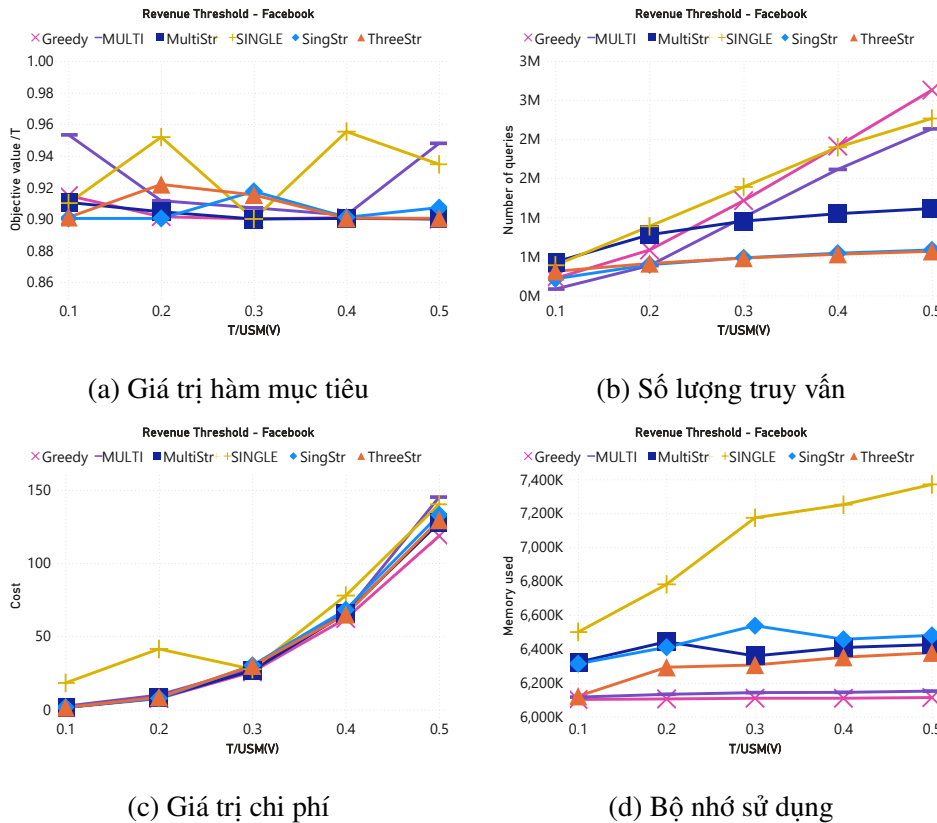 Revenue Threshold - Facebook
Greedy MULTI MultiStr SINGLE SingStr ThreeStr
1.00
0.98
0.96
0.94
0.92
0.90
0.88
0.86
Objective value /T
0.1 0.2 0.3 0.4 0.5
T/USM(V)
(a) Giá trị hàm mục tiêu
Revenue Threshold - Facebook
Greedy MULTI MultiStr SINGLE SingStr ThreeStr
3M
3M
2M
2M
1M
1M
0M
Number of queries
0.1 0.2 0.3 0.4 0.5
T/USM(V)
(b) Số lượng truy vấn
Revenue Threshold - Facebook
Greedy MULTI MultiStr SINGLE SingStr ThreeStr
150
100
50
0
Cost
0.1 0.2 0.3 0.4 0.5
T/USM(V)
(c) Giá trị chi phí
Revenue Threshold - Facebook
Greedy MULTI MultiStr SINGLE SingStr ThreeStr
7,400K
7,200K
7,000K
6,800K
6,600K
6,400K
6,200K
6,000K
Memory used
0.1 0.2 0.3 0.4 0.5
T/USM(V)
(d) Bộ nhớ sử dụng